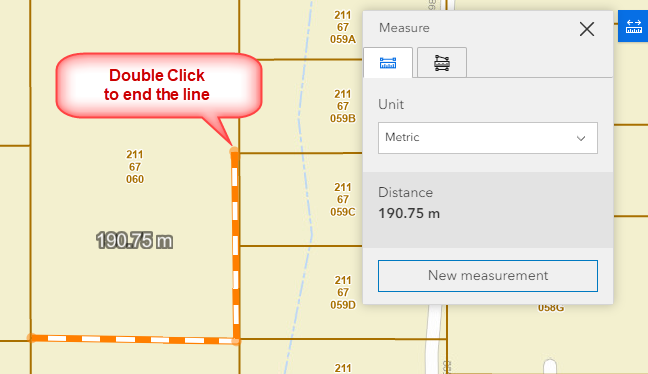 211
67
059A
Measure
Double Click
to end the line
211
67
059B
Unit
Metric
211
67
060
211
67
059C
Distance
190.75 m
190.75 m
211
67
059D
New measurement
058G
211